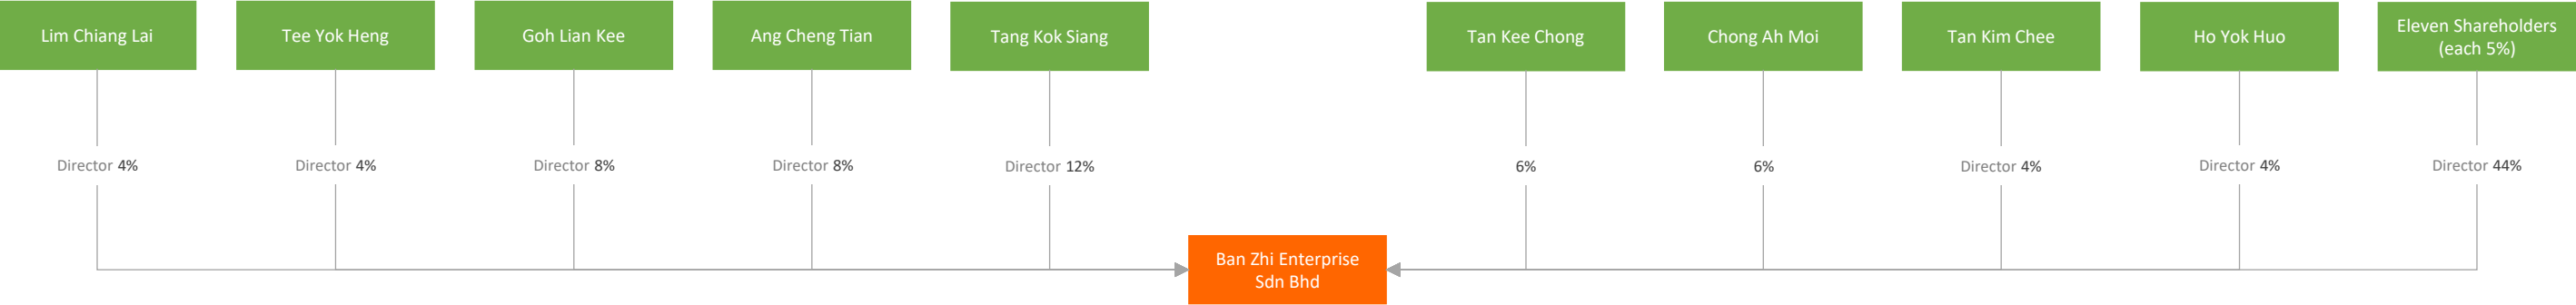 Lim Chiang Lai
Tee Yok Heng
Goh Lian Kee
Ang Cheng Tian
Tang Kok Siang
Tan Kee Chong
Chong Ah Moi
Tan Kim Chee
Ho Yok Huo
Eleven Shareholders
(each 5%)
Director 4%
Director 4%
Director 8%
Director 8%
Director 12%
6%
6%
Director 4%
Director 4%
Director 44%
Ban Zhi Enterprise
Sdn Bhd